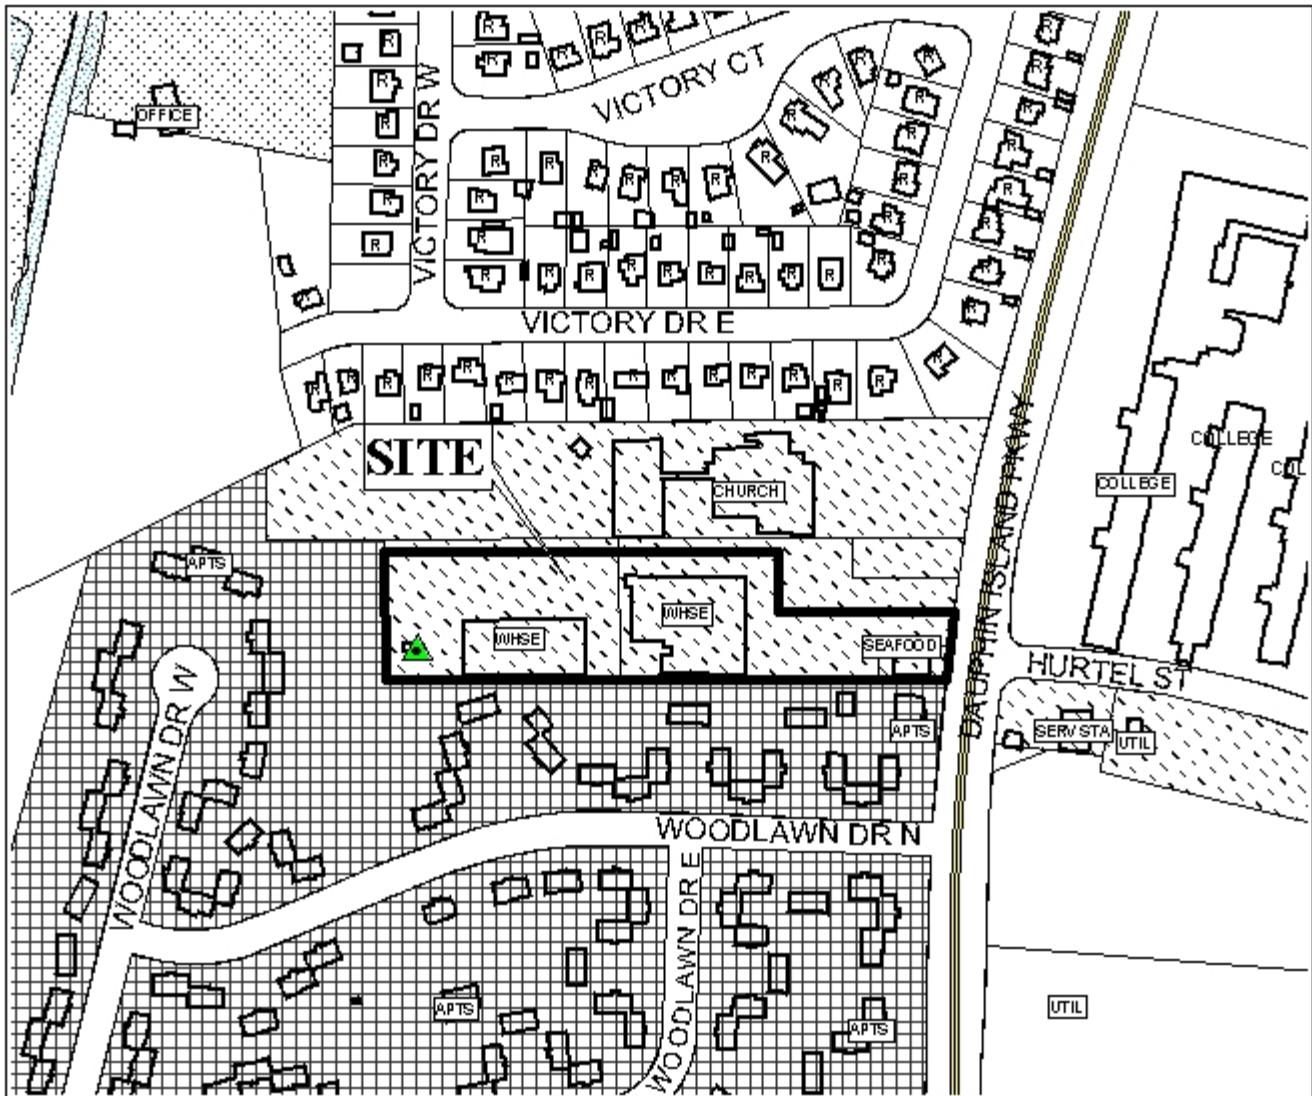 OFFICE
VICTORY DR W
VICTORY CT
VICTORY DR E
SITE
CHURCH
COLLEGE
COLLEGE
COL
DAUPHIN ISLAND PKWY
APTS
WHSE
WHSE
SEAFOOD
HURTEL ST
SERV STA
UTIL
APTS
WOODLAWN DR W
WOODLAWN DR N
WOODLAWN DR E
APTS
APTS
UTIL